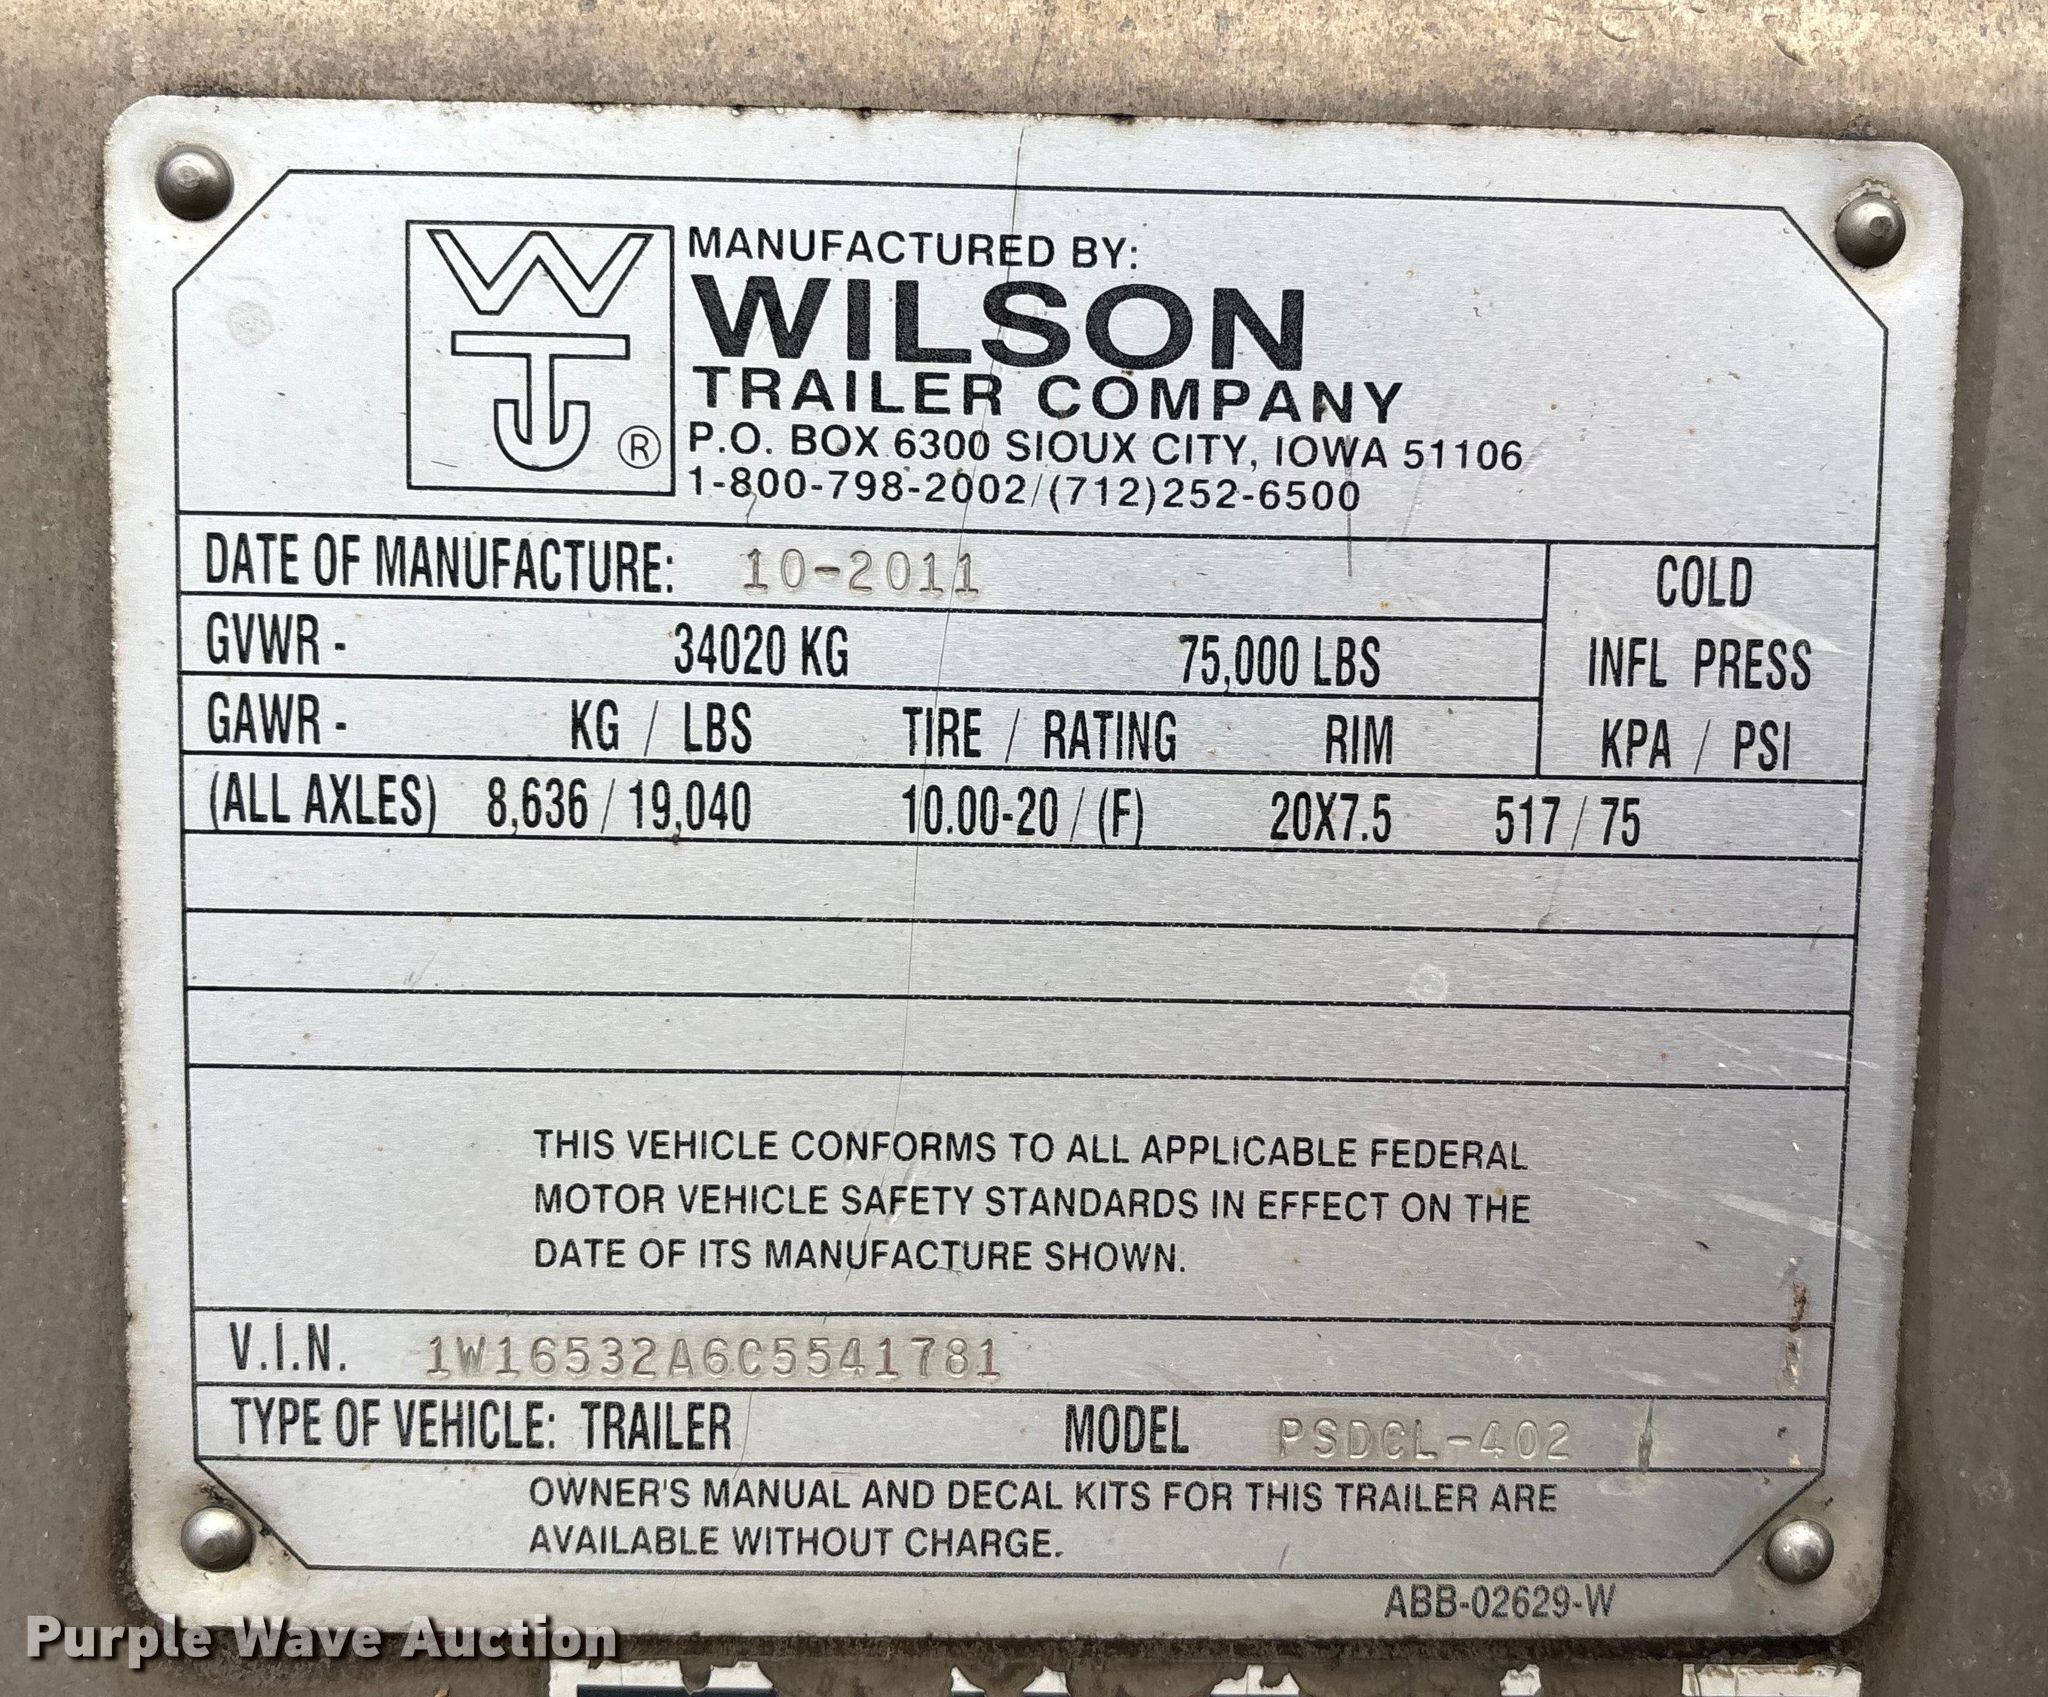 WTJ ®
MANUFACTURED BY:
WILSON
TRAILER COMPANY
P.O. BOX 6300 SIOUX CITY, IOWA 51106
1-800-798-2002/(712)252-6500
DATE OF MANUFACTURE: 10-2011
COLD
INFL PRESS
KPA / PSI
GVWR - 34020 KG 75,000 LBS
GAWR - KG / LBS TIRE / RATING RIM
(ALL AXLES) 8,636 / 19,040 10.00-20 / (F) 20X7.5 517 / 75
THIS VEHICLE CONFORMS TO ALL APPLICABLE FEDERAL
MOTOR VEHICLE SAFETY STANDARDS IN EFFECT ON THE
DATE OF ITS MANUFACTURE SHOWN.
V.I.N. 1W16532A6C5541781
TYPE OF VEHICLE: TRAILER MODEL PSDCL-402
OWNER'S MANUAL AND DECAL KITS FOR THIS TRAILER ARE
AVAILABLE WITHOUT CHARGE.
ABB-02629-W
Purple Wave Auction